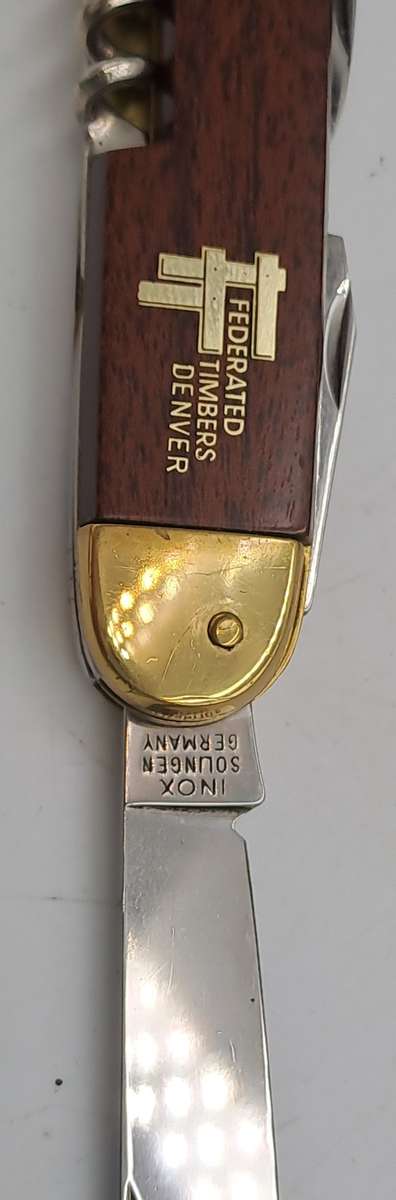 FEDERATED
TIMBERS
DENVER
INOX
SOLINGEN
GERMANY